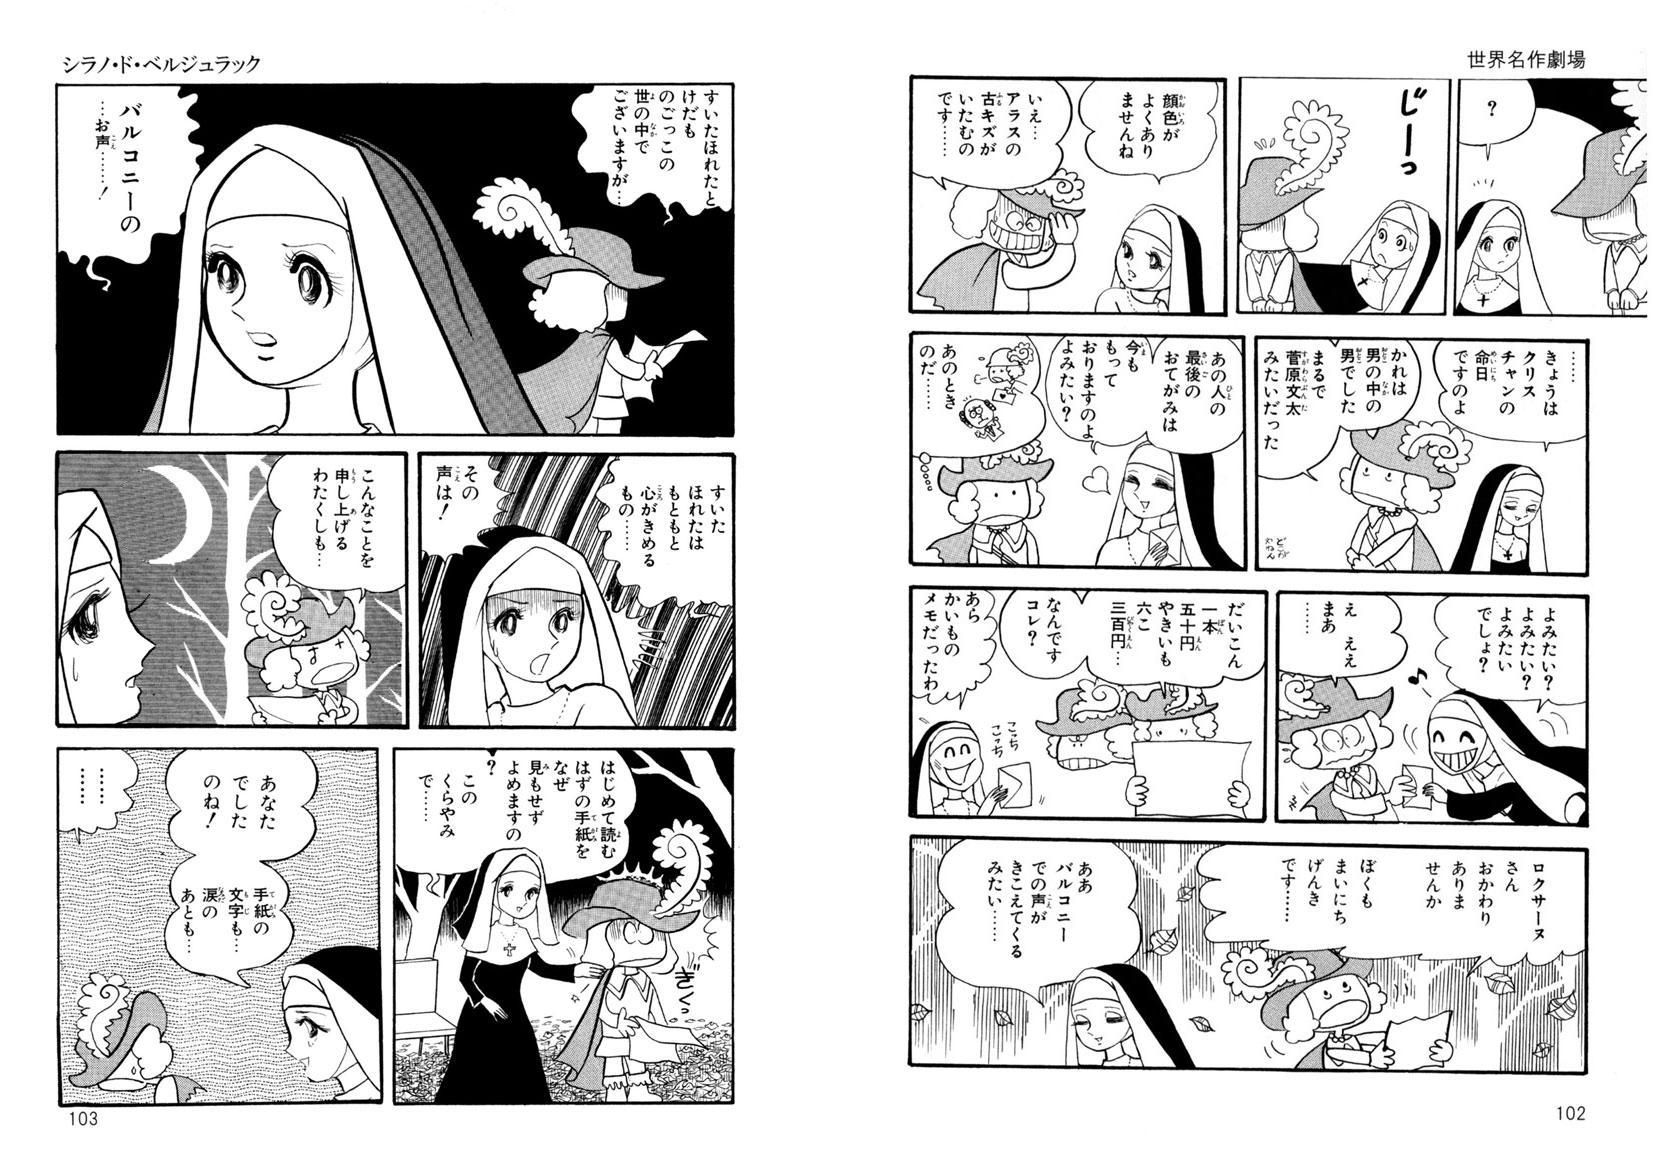 世界名作劇場
？
じーっ
顔色が
よくあり
ませんね
いえ…
アラスの
古キズが
いたむの
です……
……
きょうは
クリス
チャンの
命日
ですのよ
かれは
男の中の
男でした
まるで
菅原文太
みたいだった
あの人の
最後の
おてがみは
今も
もって
おりますのよ
よみたい？
あのとき
のだ……
よみたい？
よみたい？
よみたい
でしょ？
え　ええ
まあ
……
だいこん
一本
五十円
やきいも
六こ
三百円…
なんです
コレ？
あら
かいもの
メモだったわ
こっち
こっち
ロクサーヌ
さん
おかわり
ありま
せんか
ぼくも
まいにち
げんき
です……
ああ
バルコニー
での声が
きこえてくる
みたい……
102
シラノ・ド・ベルジュラック
すいたほれたと
けだも
のごっこの
世の中で
ございますが…
バルコニーの
…お声……！
すいた
ほれたは
もともと
心がきめる
もの……
その
声は！
こんなことを
申し上げる
わたくしも…
はじめて読む
はずの手紙を
なぜ
見もせず
よめますの
？
この
くらやみ
で……
ぎくっ
あなた
でした
のね！
手紙の
文字も…
涙の
あとも…
……
103